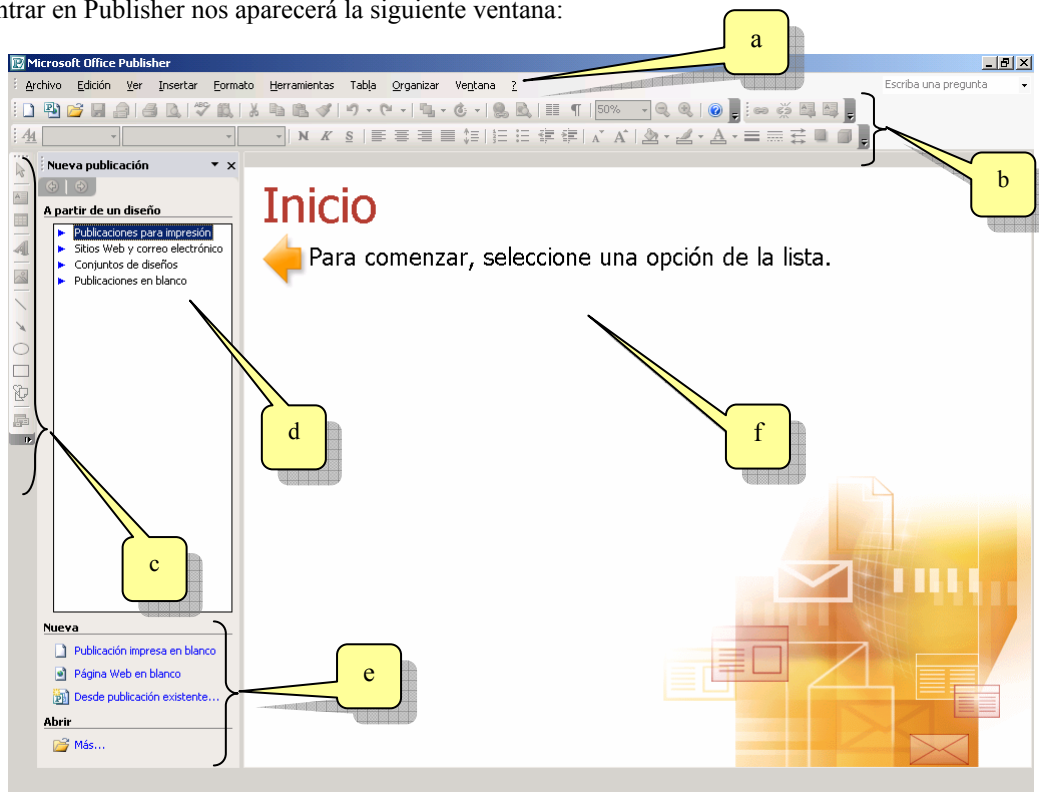 ntrar en Publisher nos aparecerá la siguiente ventana:
a
Microsoft Office Publisher
Archivo Edición Ver Insertar Formato Herramientas Tabla Organizar Ventana ?
Escriba una pregunta
50%
N K S
b
Nueva publicación
A partir de un diseño
Publicaciones para impresión
Sitios Web y correo electrónico
Conjuntos de diseños
Publicaciones en blanco
Inicio
Para comenzar, seleccione una opción de la lista.
d
f
c
Nueva
Publicación impresa en blanco
Página Web en blanco
Desde publicación existente...
e
Abrir
Más...